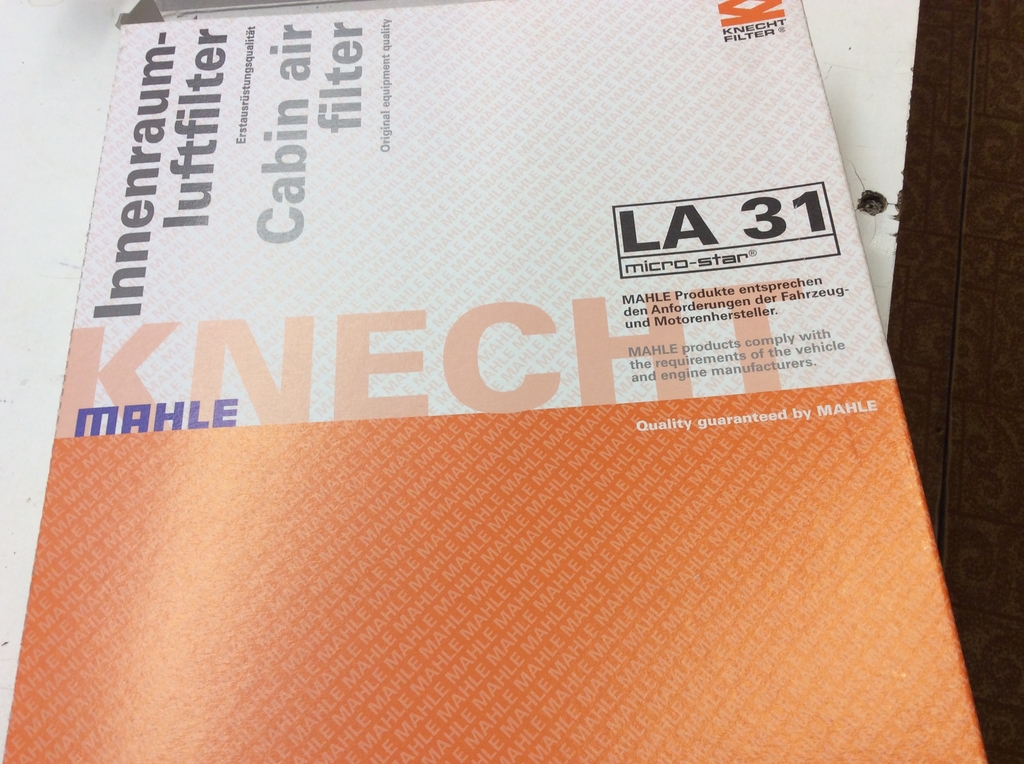 Innenraum-
luftfilter
Erstausrüstungsqualität
Cabin air
filter
Original equipment quality
KNECHT
FILTER®
LA 31
micro-star®
MAHLE Produkte entsprechen
den Anforderungen der Fahrzeug-
und Motorenhersteller.
MAHLE products comply with
the requirements of the vehicle
and engine manufacturers.
KNECHT
MAHLE
Quality guaranteed by MAHLE